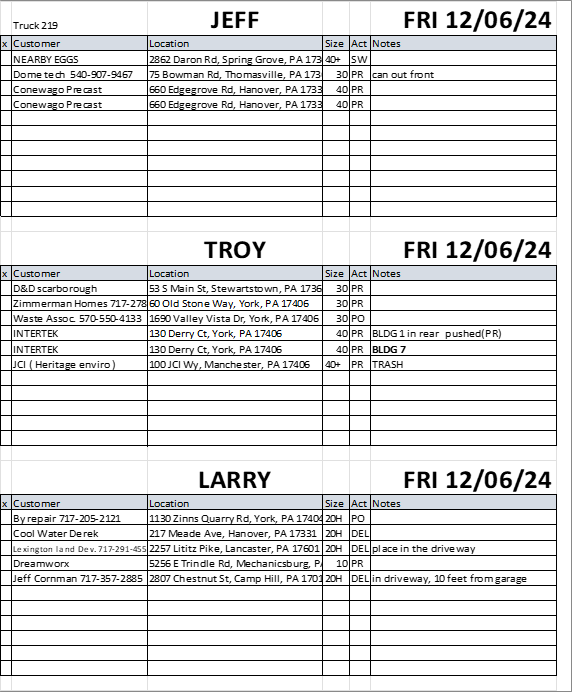 Truck 219 JEFF FRI 12/06/24
x Customer Location Size Act Notes
NEARBY EGGS 2862 Daron Rd, Spring Grove, PA 173 40+ SW
Dome tech 540-907-9467 75 Bowman Rd, Thomasville, PA 173 30 PR can out front
Conewago Precast 660 Edgegrove Rd, Hanover, PA 1733 40 PR
Conewago Precast 660 Edgegrove Rd, Hanover, PA 1733 40 PR
TROY FRI 12/06/24
x Customer Location Size Act Notes
D&D scarborough 53 S Main St, Stewartstown, PA 1736 30 PR
Zimmerman Homes 717-278 60 Old Stone Way, York, PA 17406 30 PR
Waste Assoc. 570-550-4133 1690 Valley Vista Dr, York, PA 17406 30 PO
INTERTEK 130 Derry Ct, York, PA 17406 40 PR BLDG 1 in rear pushed(PR)
INTERTEK 130 Derry Ct, York, PA 17406 40 PR BLDG 7
JCI ( Heritage enviro ) 100 JCI Wy, Manchester, PA 17406 40+ PR TRASH
LARRY FRI 12/06/24
x Customer Location Size Act Notes
By repair 717-205-2121 1130 Zinns Quarry Rd, York, PA 17404 20H PO
Cool Water Derek 217 Meade Ave, Hanover, PA 17331 20H DEL
Lexington land Dev. 717-291-455 2257 Lititz Pike, Lancaster, PA 17601 20H DEL place in the driveway
Dreamworx 5256 E Trindle Rd, Mechanicsburg, PA 10 PR
Jeff Cornman 717-357-2885 2807 Chestnut St, Camp Hill, PA 1701 20H DEL in driveway, 10 feet from garage